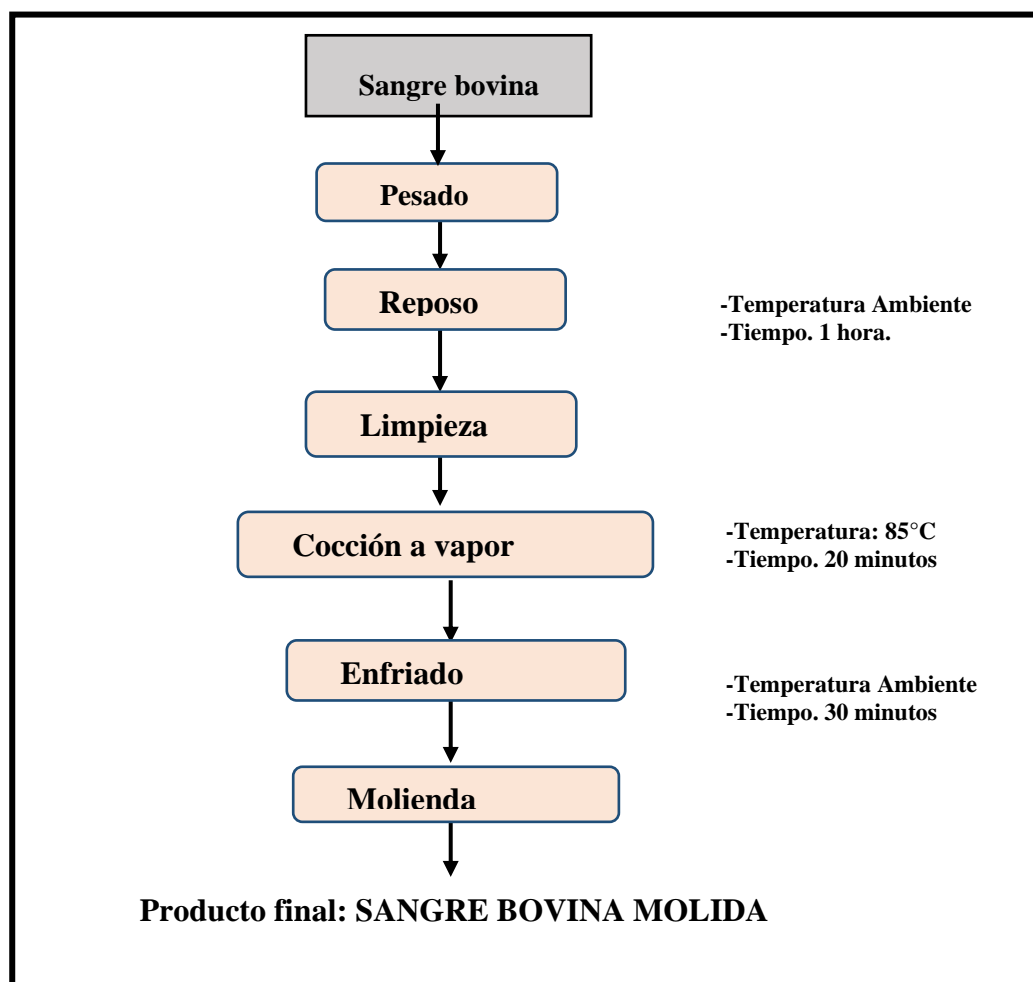 Sangre bovina
Pesado
Reposo
-Temperatura Ambiente
-Tiempo. 1 hora.
Limpieza
Cocción a vapor
-Temperatura: 85°C
-Tiempo. 20 minutos
Enfriado
-Temperatura Ambiente
-Tiempo. 30 minutos
Molienda
Producto final: SANGRE BOVINA MOLIDA